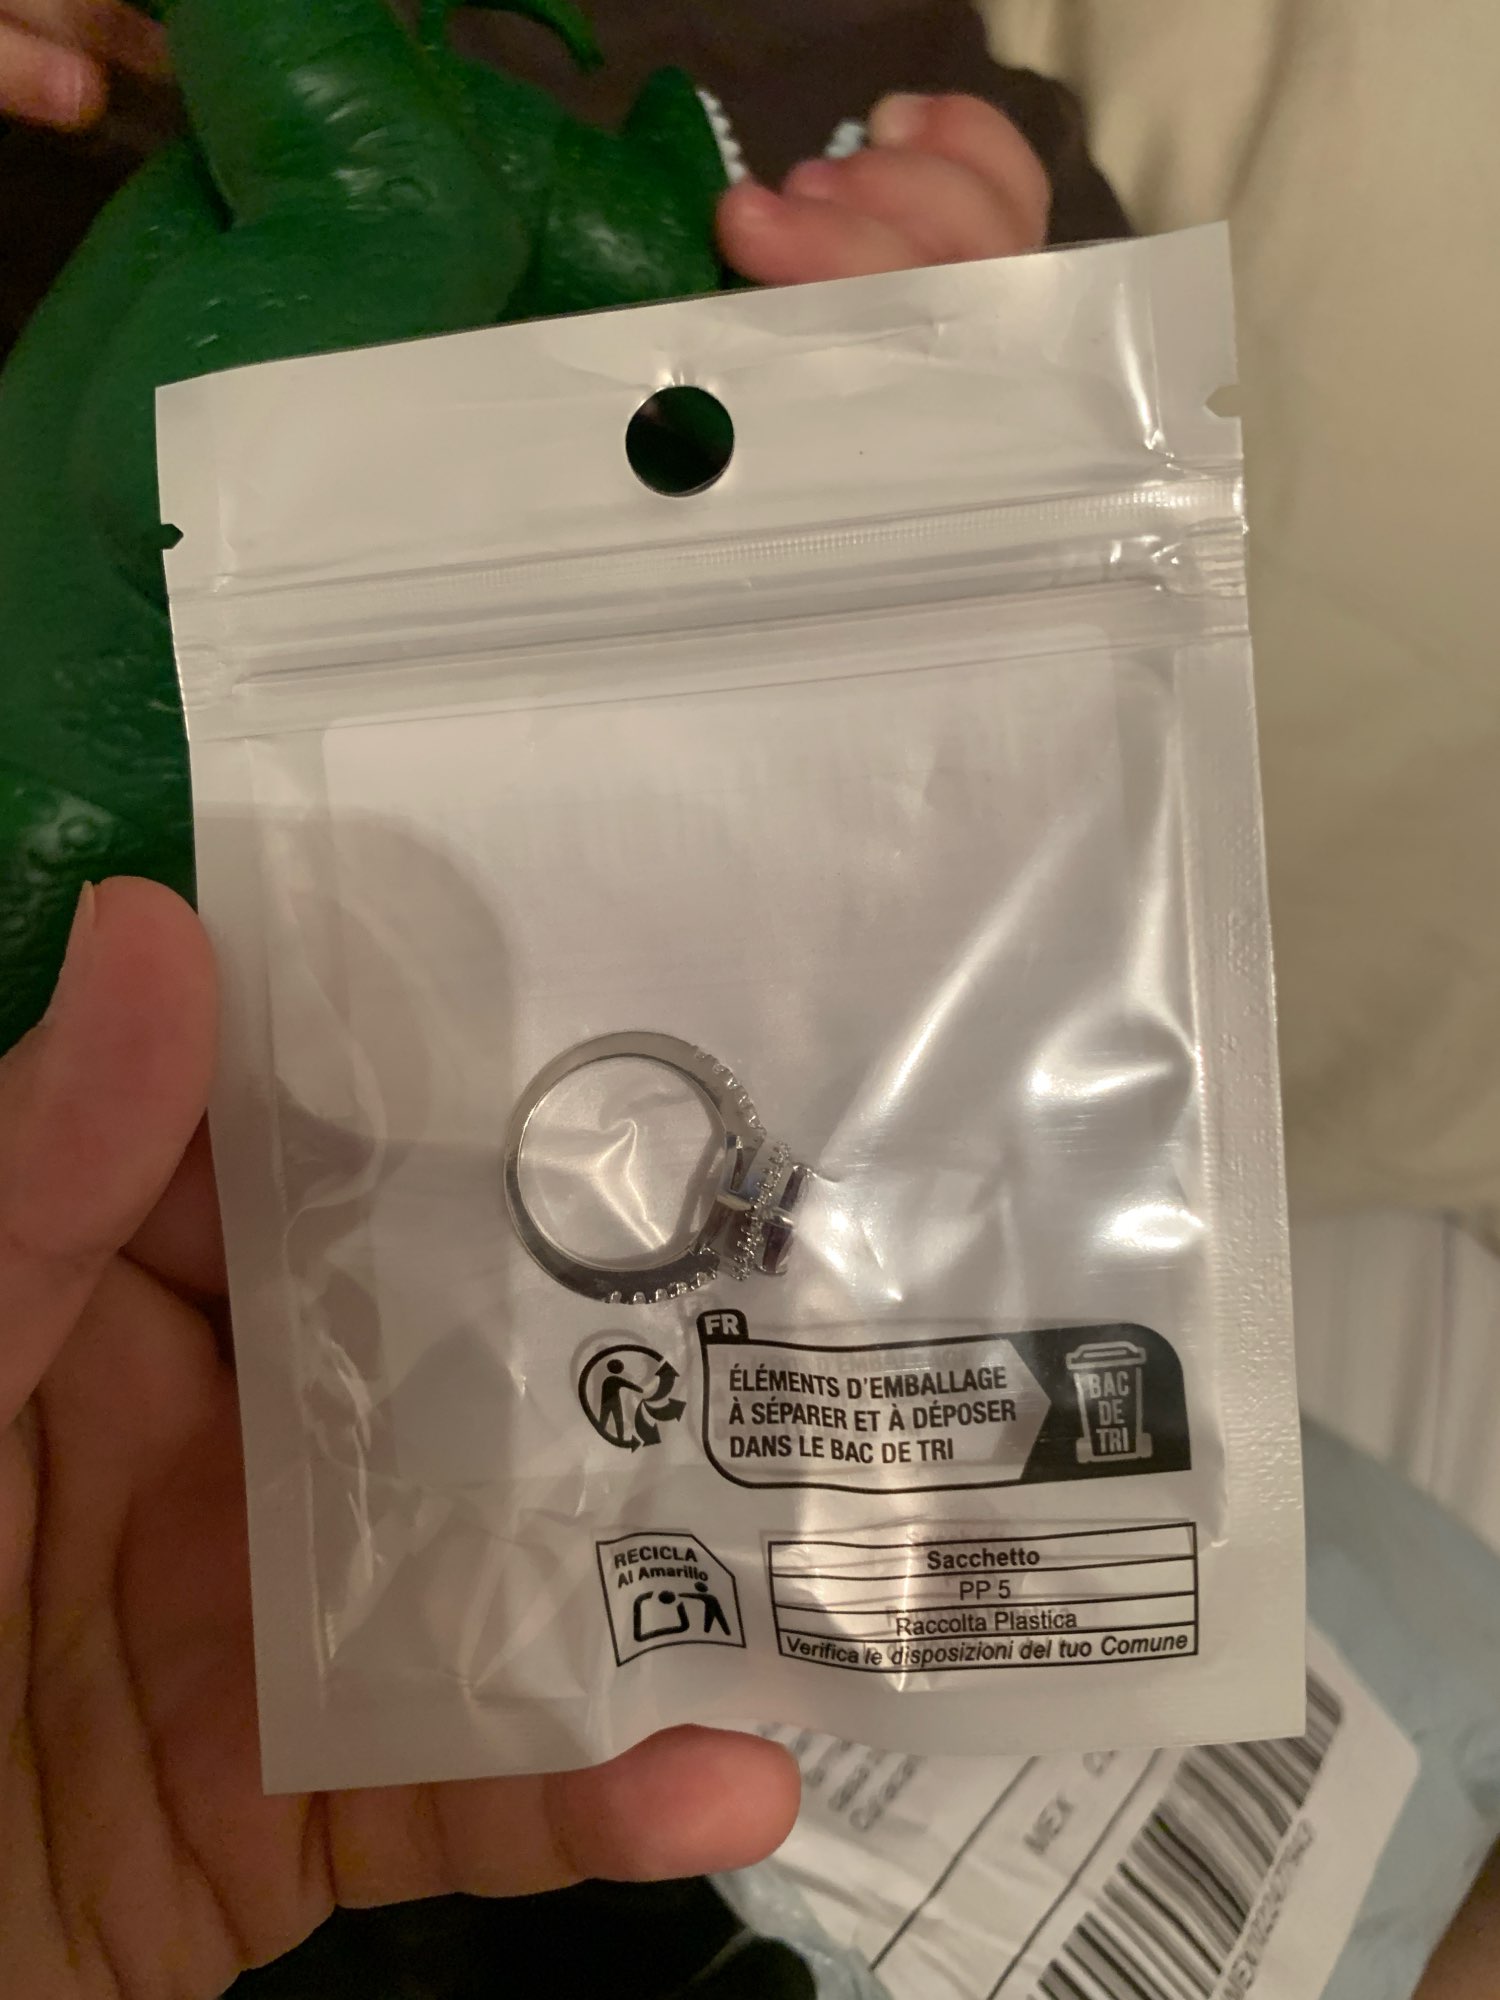 FR
ÉLÉMENTS D'EMBALLAGE
À SÉPARER ET À DÉPOSER
DANS LE BAC DE TRI
BAC
DE
TRI
RECICLA
Al Amarillo
Sacchetto
PP 5
Raccolta Plastica
Verifica le disposizioni del tuo Comune
MEX